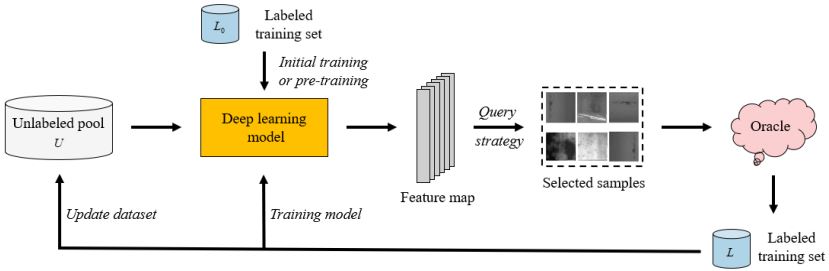 L₀
Labeled
training set
Initial training
or pre-training
Unlabeled pool
U
Deep learning
model
Feature map
Query
strategy
Selected samples
Oracle
Update dataset
Training model
L
Labeled
training set